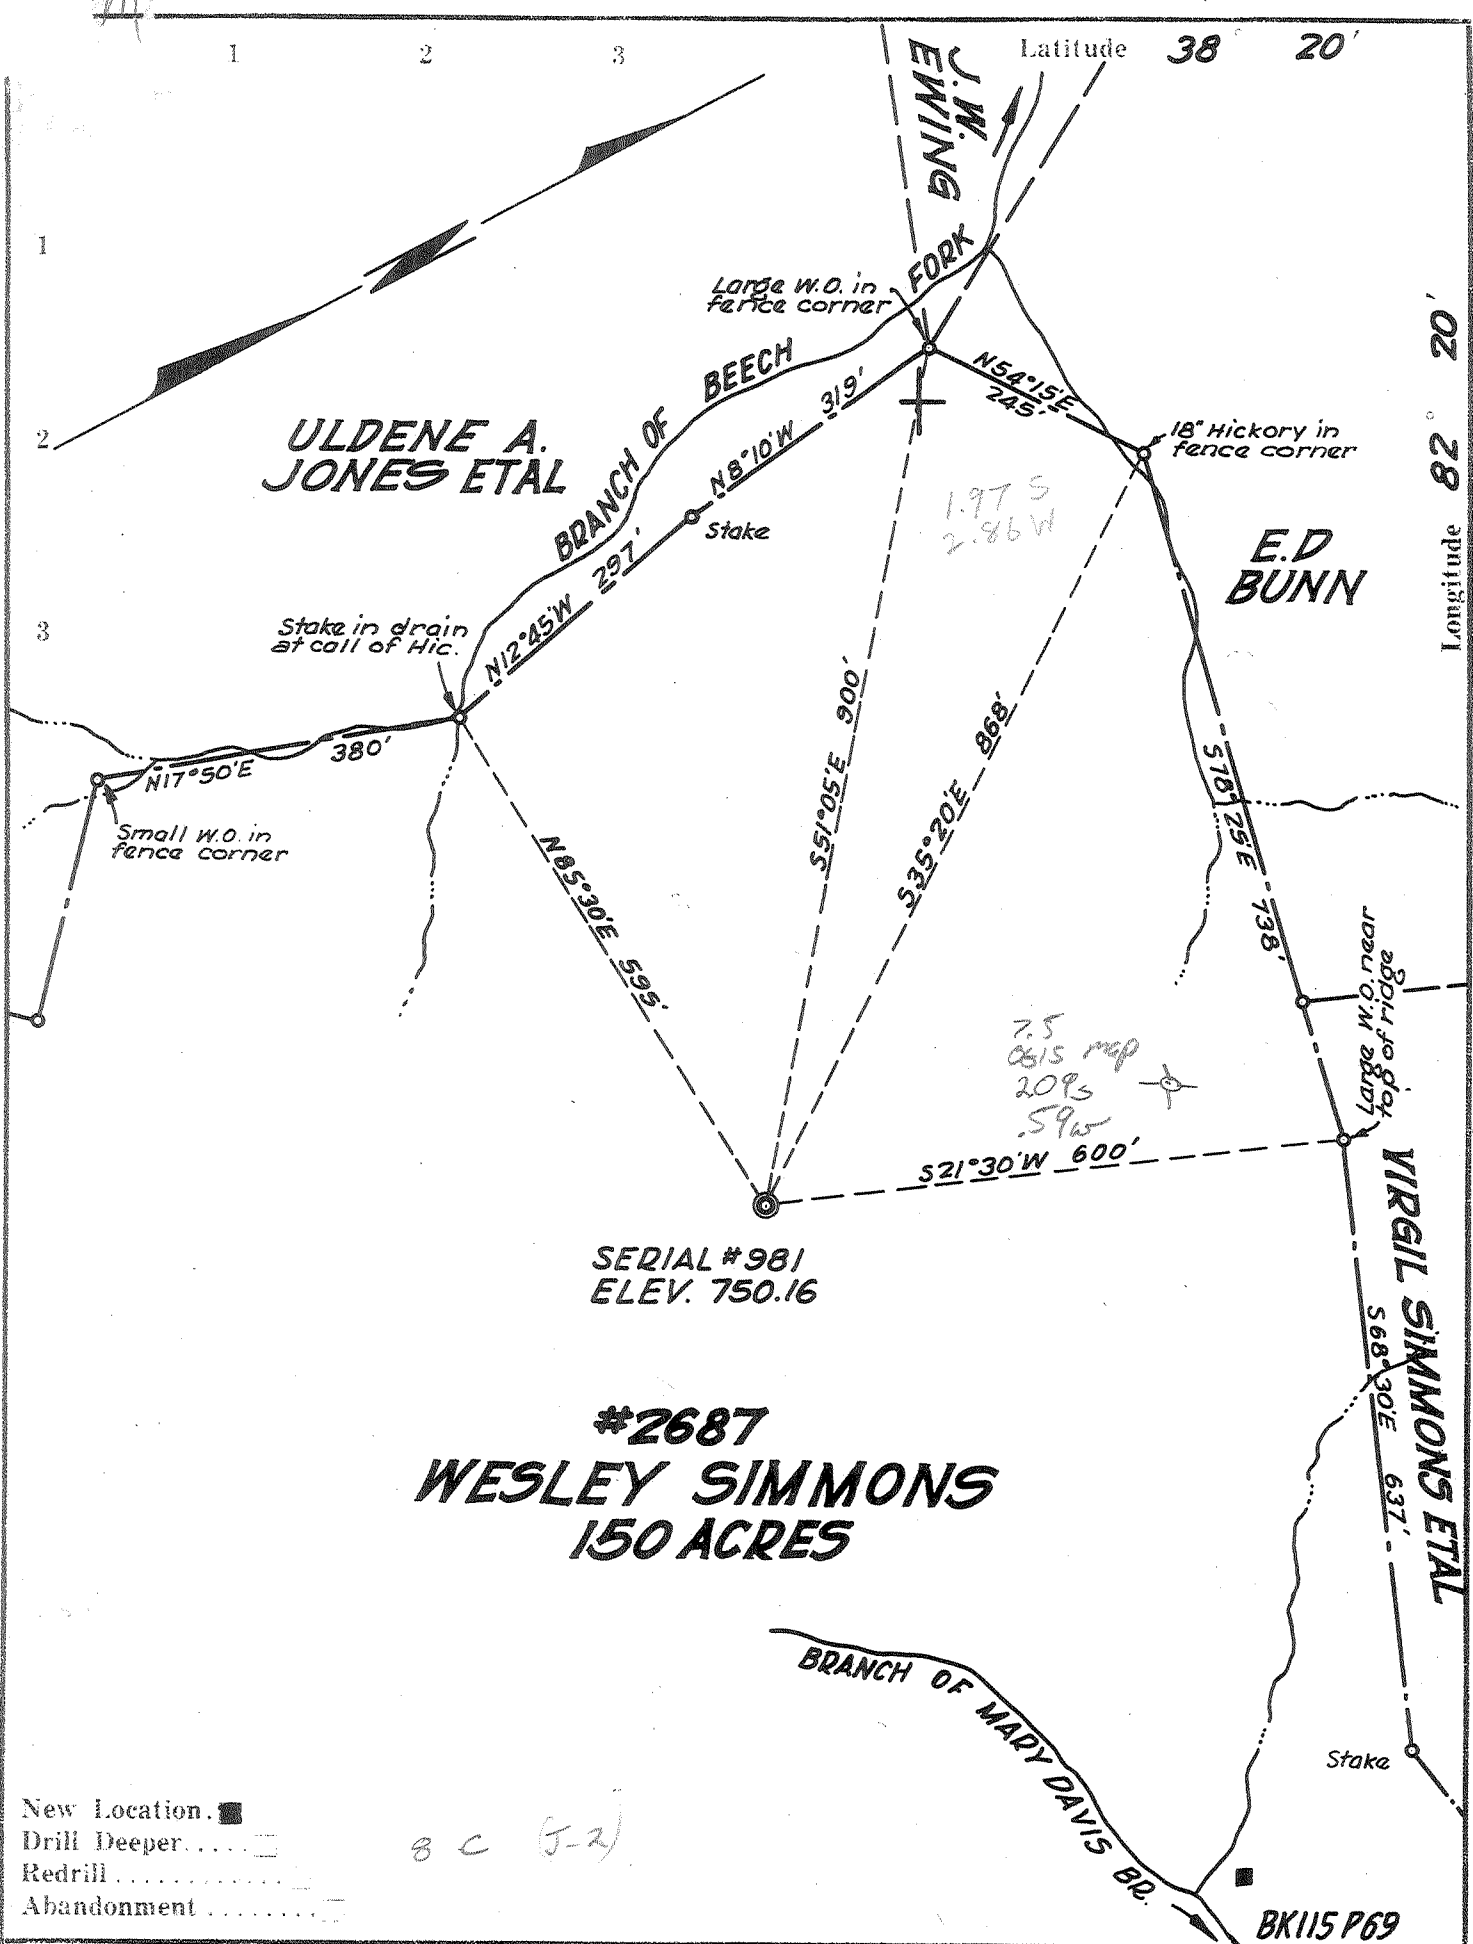 1 2 3
Latitude 38° 20'
J.W.
EWING
1
2
3
Longitude 82° 20'
Large W.O. in
fence corner
FORK
BEECH
BRANCH OF
N54°15'E
245'
18" Hickory in
fence corner
ULDENE A.
JONES ETAL
N8°10'W 319'
Stake
1.97 S
2.86 W
E.D
BUNN
N12°45'W 297'
Stake in drain
at call of Hic.
380'
N17°50'E
Small W.O. in
fence corner
N85°30'E 595'
S51°05'E 900'
S35°20'E 868'
S78°25'E 738'
Large W.O. near
top of ridge
7.5
OGIS map
2.09s
.59w
S21°30'W 600'
SERIAL #981
ELEV. 750.16
VIRGIL SIMMONS ETAL
S68°30'E 637'
#2687
WESLEY SIMMONS
150 ACRES
BRANCH OF MARY DAVIS BR.
Stake
New Location.
Drill Deeper.....
Redrill............
Abandonment........
8 C (J-2)
BK115 P69